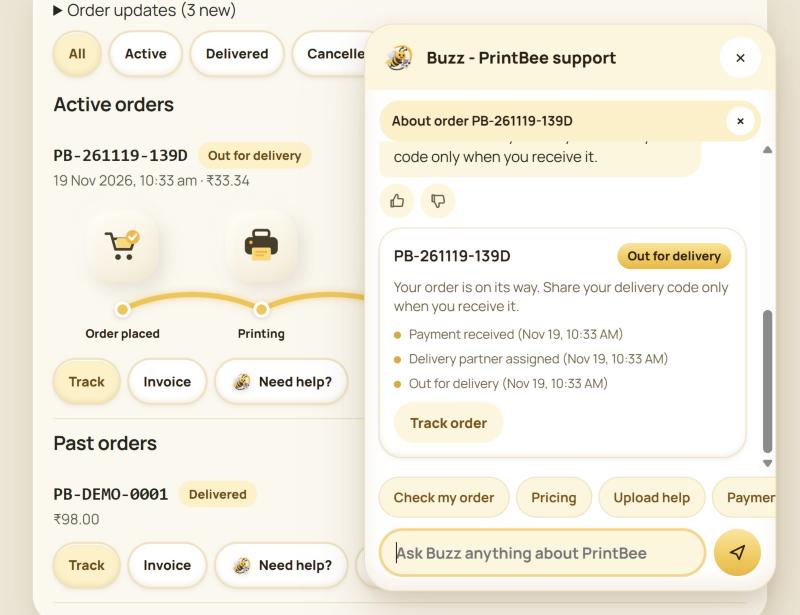 Order updates (3 new)
All
Active
Delivered
Cancelle
Active orders
PB-261119-139D
Out for delivery
19 Nov 2026, 10:33 am · ₹33.34
Order placed
Printing
Track
Invoice
Need help?
Past orders
PB-DEMO-0001
Delivered
₹98.00
Track
Invoice
Need help?
Buzz - PrintBee support
About order PB-261119-139D
code only when you receive it.
PB-261119-139D
Out for delivery
Your order is on its way. Share your delivery code only
when you receive it.
Payment received (Nov 19, 10:33 AM)
Delivery partner assigned (Nov 19, 10:33 AM)
Out for delivery (Nov 19, 10:33 AM)
Track order
Check my order
Pricing
Upload help
Paymer
Ask Buzz anything about PrintBee